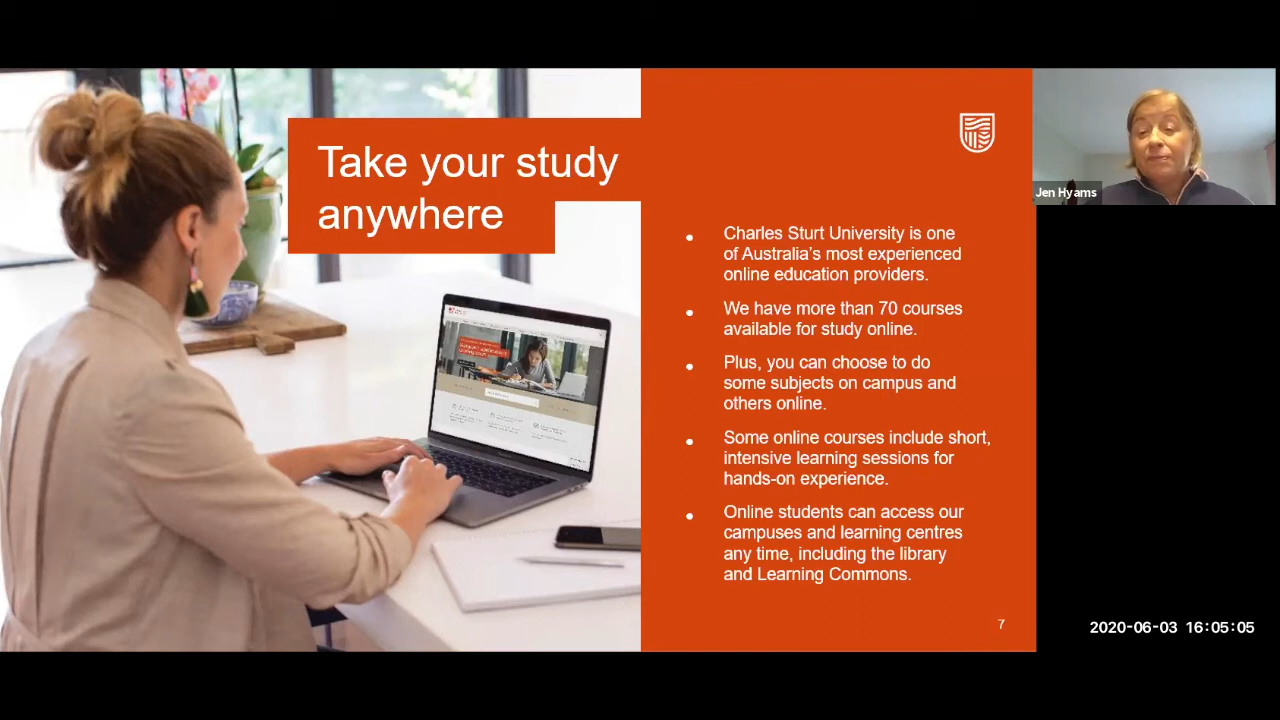 Take your study
anywhere
Charles Sturt University is one
of Australia's most experienced
online education providers.
We have more than 70 courses
available for study online.
Plus, you can choose to do
some subjects on campus and
others online.
Some online courses include short,
intensive learning sessions for
hands-on experience.
Online students can access our
campuses and learning centres
any time, including the library
and Learning Commons.
7
Jen Hyams
2020-06-03 16:05:05